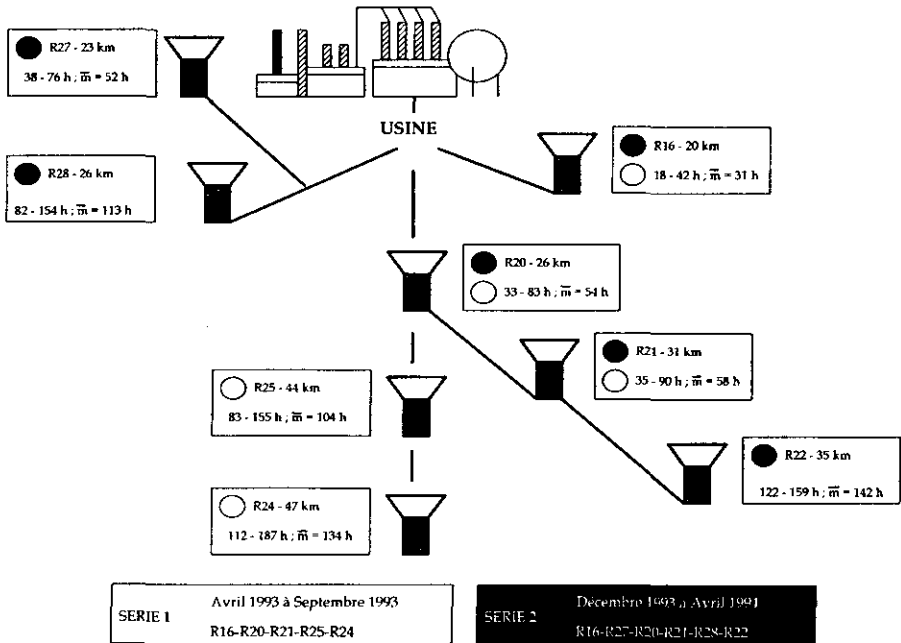 R27 - 23 km
38 - 76 h ; m̅ = 52 h
USINE
R16 - 20 km
18 - 42 h ; m̅ = 31 h
R28 - 26 km
82 - 154 h ; m̅ = 113 h
R20 - 26 km
33 - 83 h ; m̅ = 54 h
R21 - 31 km
35 - 90 h ; m̅ = 58 h
R25 - 44 km
83 - 155 h ; m̅ = 104 h
R22 - 35 km
122 - 159 h ; m̅ = 142 h
R24 - 47 km
112 - 187 h ; m̅ = 134 h
SERIE 1
Avril 1993 à Septembre 1993
R16-R20-R21-R25-R24
SERIE 2
Décembre 1993 à Avril 1994
R16-R27-R20-R21-R28-R22